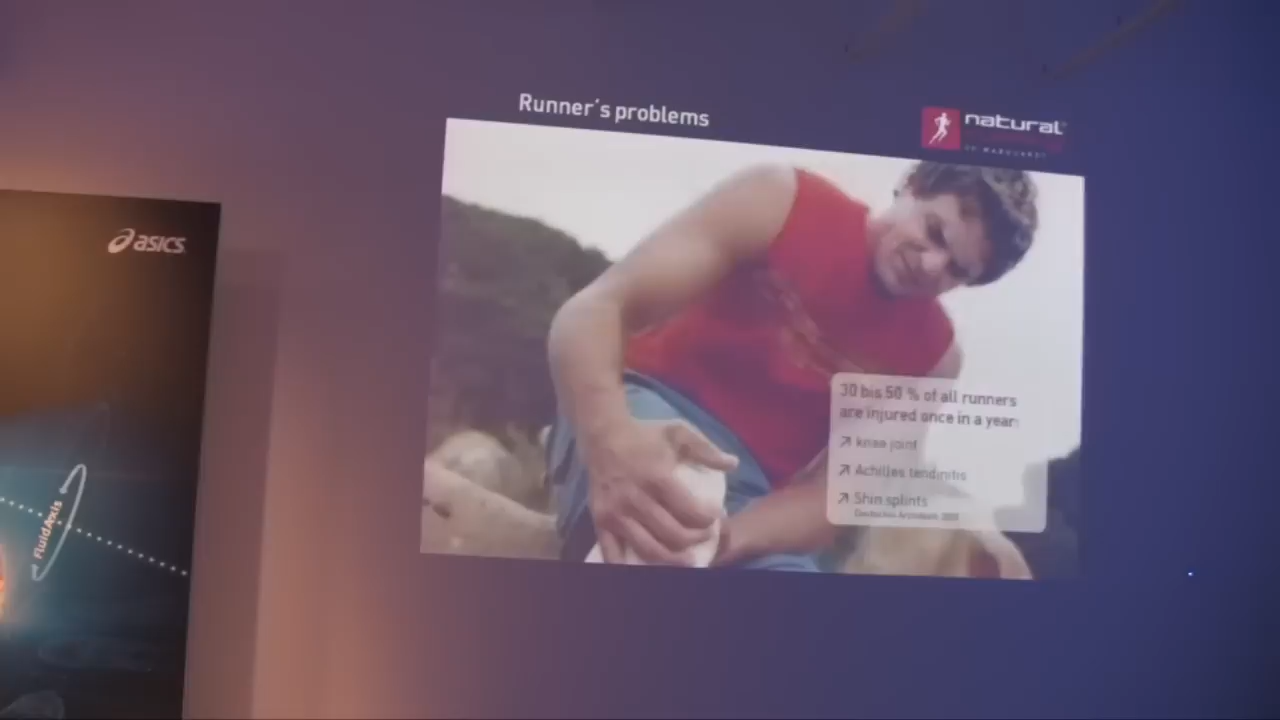 Runner´s problems
natural
asics
30 bis 50 % of all runners
are injured once in a year:
knee joint
Achilles tendinitis
Shin splints
FluidAxis